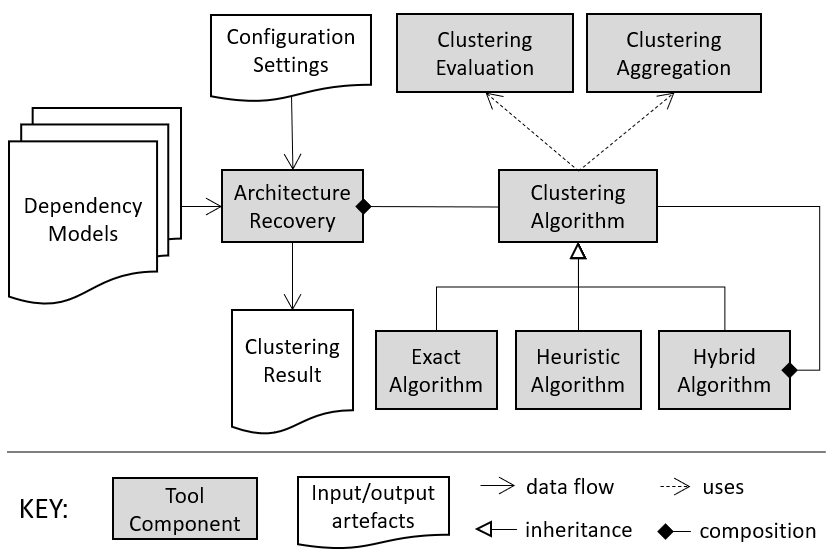 Configuration
Settings
Clustering
Evaluation
Clustering
Aggregation
Dependency
Models
Architecture
Recovery
Clustering
Algorithm
Clustering
Result
Exact
Algorithm
Heuristic
Algorithm
Hybrid
Algorithm
KEY:
Tool
Component
Input/output
artefacts
data flow
uses
inheritance
composition